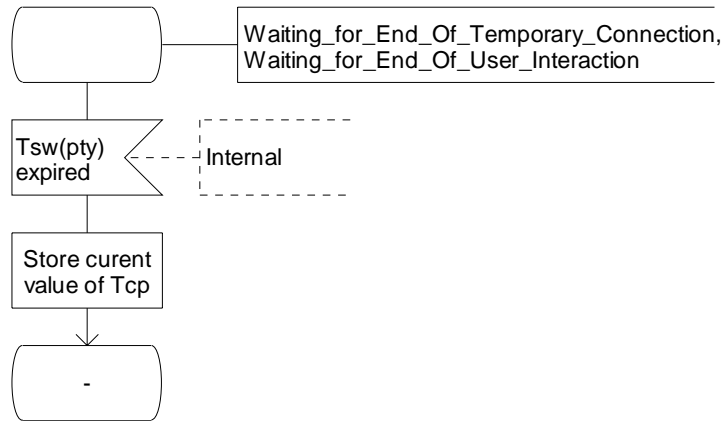 Waiting_for_End_Of_Temporary_Connection,
Waiting_for_End_Of_User_Interaction
Tsw(pty)
expired
Internal
Store curent
value of Tcp
-